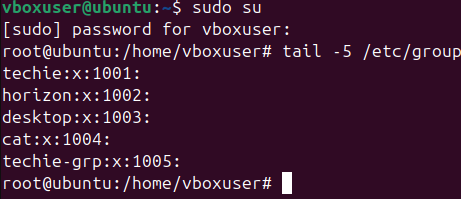 vboxuser@ubuntu:~$ sudo su
[sudo] password for vboxuser:
root@ubuntu:/home/vboxuser# tail -5 /etc/group
techie:x:1001:
horizon:x:1002:
desktop:x:1003:
cat:x:1004:
techie-grp:x:1005:
root@ubuntu:/home/vboxuser#